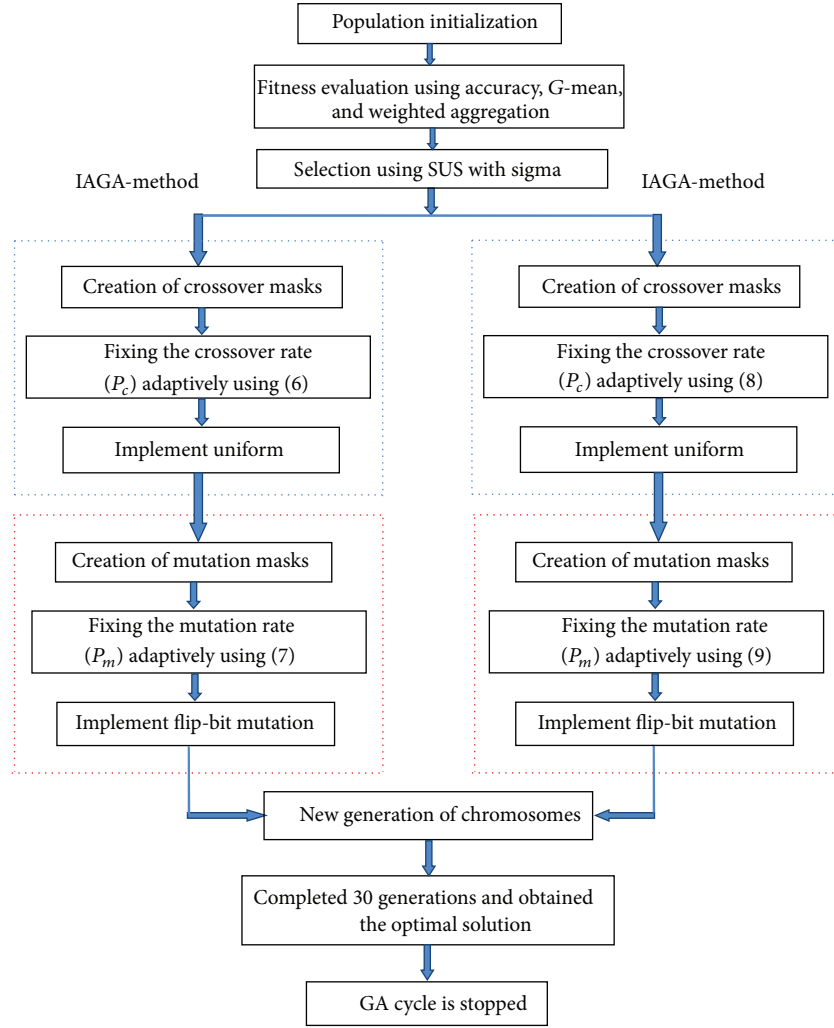 Population initialization
Fitness evaluation using accuracy, G-mean,
and weighted aggregation
Selection using SUS with sigma
IAGA-method
IAGA-method
Creation of crossover masks
Fixing the crossover rate
(P_c) adaptively using (6)
Implement uniform
Creation of mutation masks
Fixing the mutation rate
(P_m) adaptively using (7)
Implement flip-bit mutation
Creation of crossover masks
Fixing the crossover rate
(P_c) adaptively using (8)
Implement uniform
Creation of mutation masks
Fixing the mutation rate
(P_m) adaptively using (9)
Implement flip-bit mutation
New generation of chromosomes
Completed 30 generations and obtained
the optimal solution
GA cycle is stopped